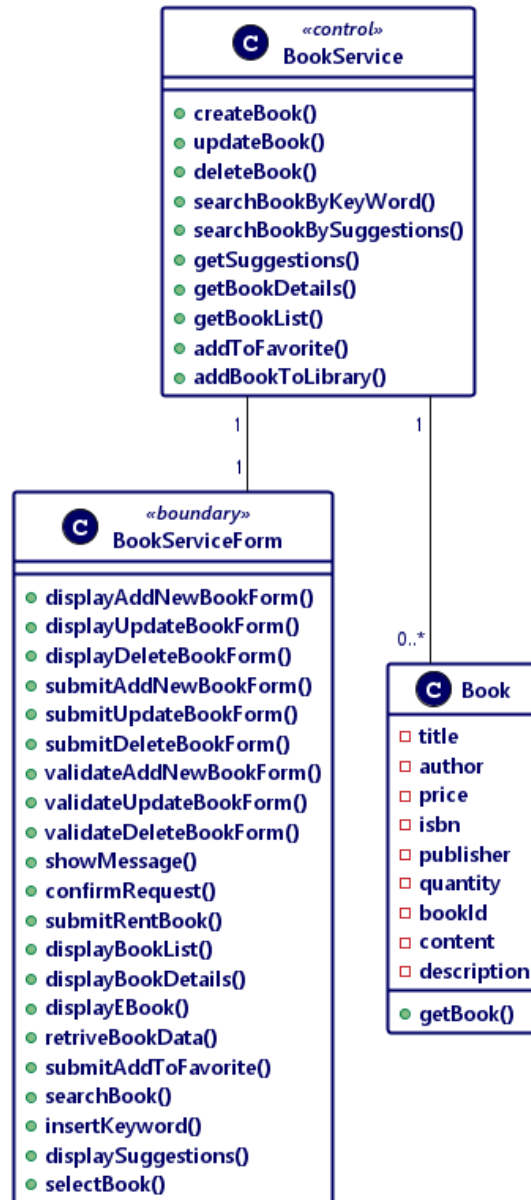 «control»
C BookService
createBook()
updateBook()
deleteBook()
searchBookByKeyWord()
searchBookBySuggestions()
getSuggestions()
getBookDetails()
getBookList()
addToFavorite()
addBookToLibrary()
1
1
1
0..*
«boundary»
C BookServiceForm
displayAddNewBookForm()
displayUpdateBookForm()
displayDeleteBookForm()
submitAddNewBookForm()
submitUpdateBookForm()
submitDeleteBookForm()
validateAddNewBookForm()
validateUpdateBookForm()
validateDeleteBookForm()
showMessage()
confirmRequest()
submitRentBook()
displayBookList()
displayBookDetails()
displayEBook()
retriveBookData()
submitAddToFavorite()
searchBook()
insertKeyword()
displaySuggestions()
selectBook()
C Book
title
author
price
isbn
publisher
quantity
bookId
content
description
getBook()